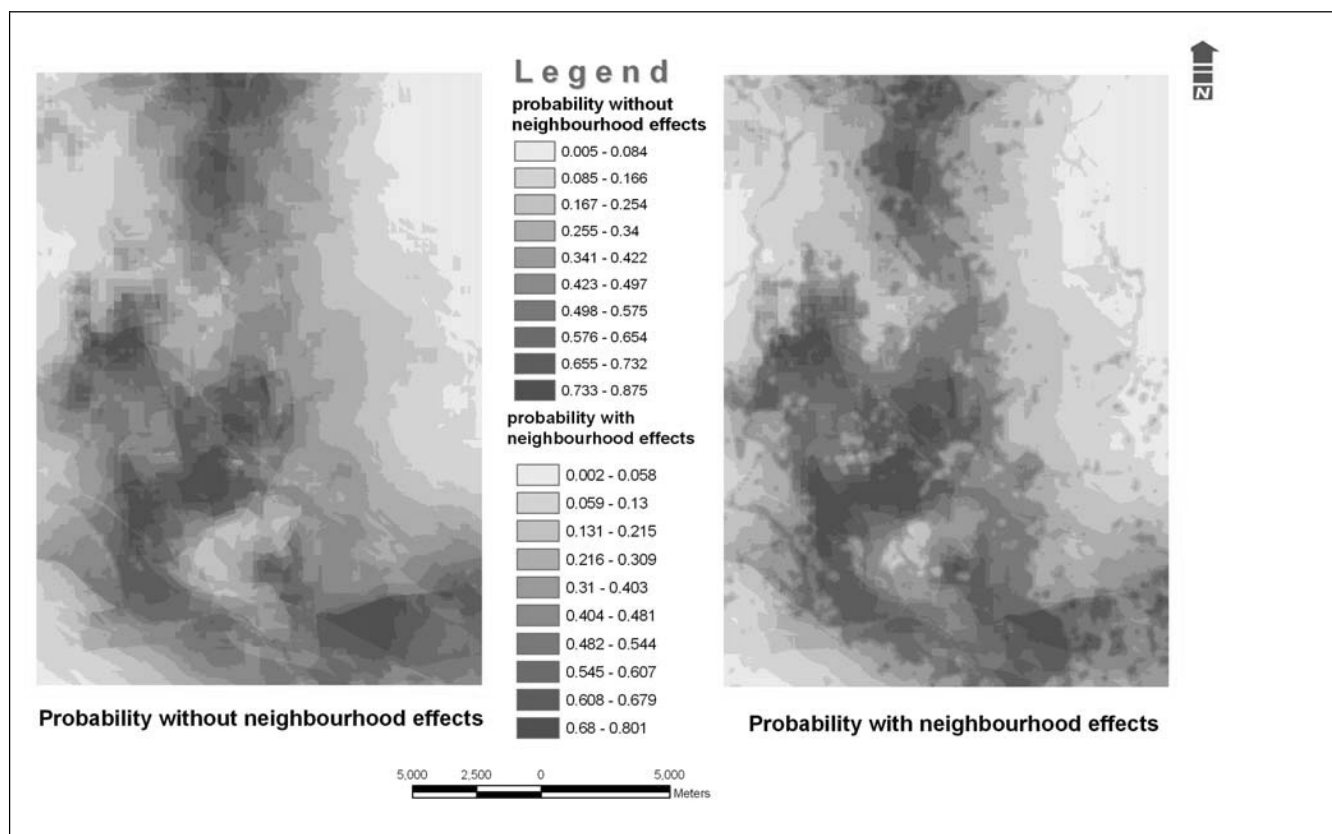 Legend
probability without
neighbourhood effects
0.005 - 0.084
0.085 - 0.166
0.167 - 0.254
0.255 - 0.34
0.341 - 0.422
0.423 - 0.497
0.498 - 0.575
0.576 - 0.654
0.655 - 0.732
0.733 - 0.875
probability with
neighbourhood effects
0.002 - 0.058
0.059 - 0.13
0.131 - 0.215
0.216 - 0.309
0.31 - 0.403
0.404 - 0.481
0.482 - 0.544
0.545 - 0.607
0.608 - 0.679
0.68 - 0.801
N
Probability without neighbourhood effects
Probability with neighbourhood effects
5,000 2,500 0 5,000
Meters